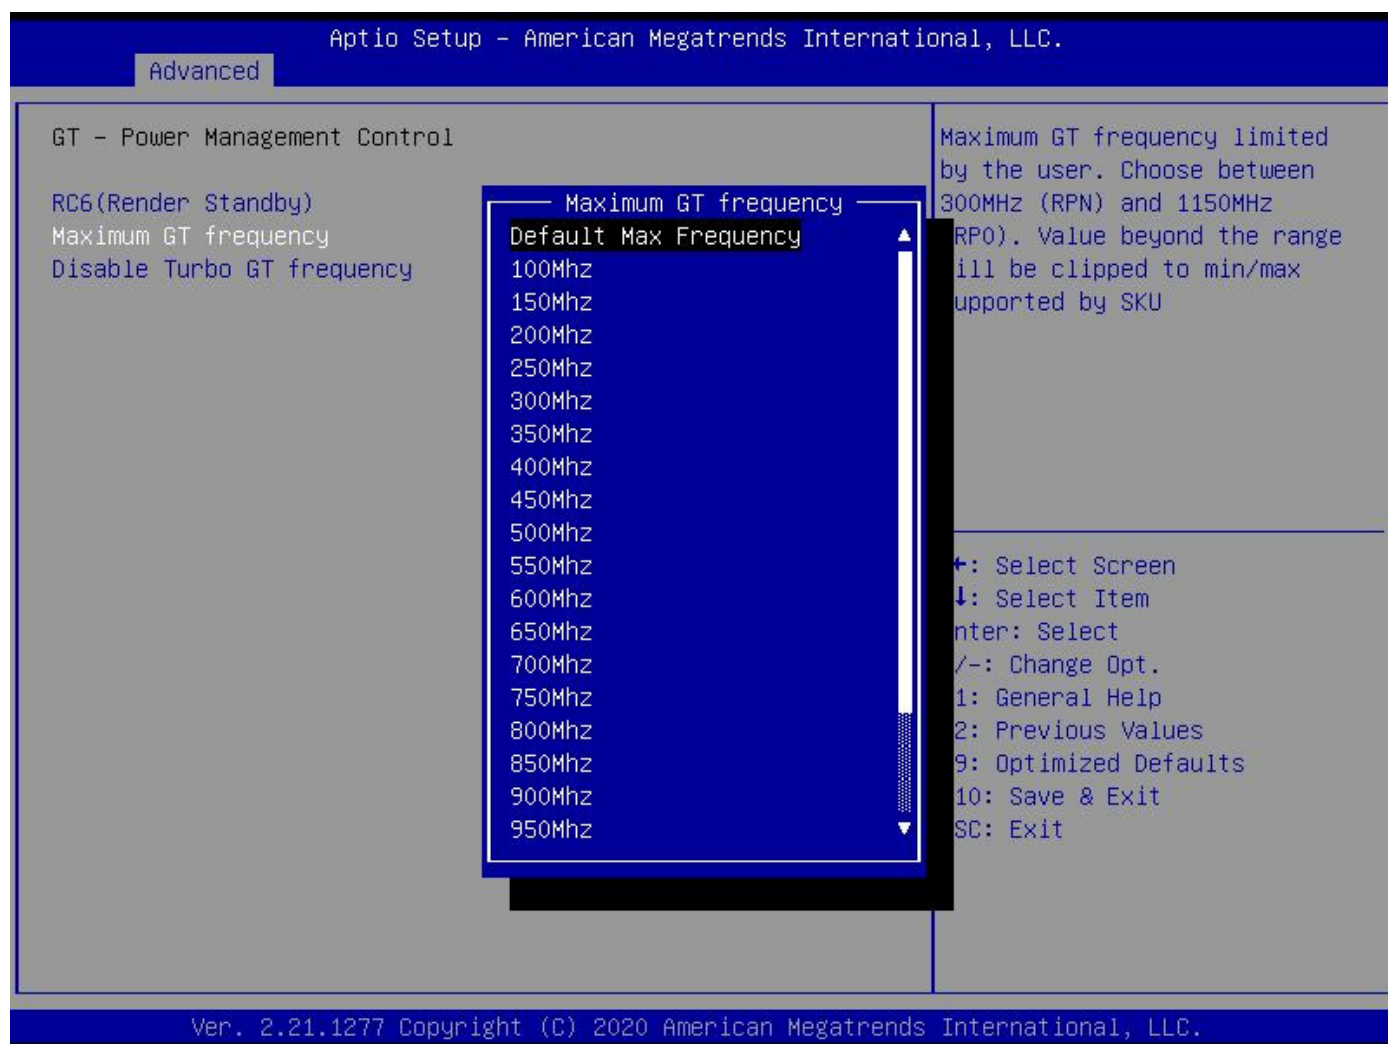 Aptio Setup – American Megatrends International, LLC.
Advanced
GT – Power Management Control
RC6(Render Standby)
Maximum GT frequency
Disable Turbo GT frequency
Maximum GT frequency
Default Max Frequency
100Mhz
150Mhz
200Mhz
250Mhz
300Mhz
350Mhz
400Mhz
450Mhz
500Mhz
550Mhz
600Mhz
650Mhz
700Mhz
750Mhz
800Mhz
850Mhz
900Mhz
950Mhz
Maximum GT frequency limited
by the user. Choose between
300MHz (RPN) and 1150MHz
RP0). Value beyond the range
ill be clipped to min/max
upported by SKU
←: Select Screen
↓: Select Item
nter: Select
/-: Change Opt.
1: General Help
2: Previous Values
9: Optimized Defaults
10: Save & Exit
SC: Exit
Ver. 2.21.1277 Copyright (C) 2020 American Megatrends International, LLC.